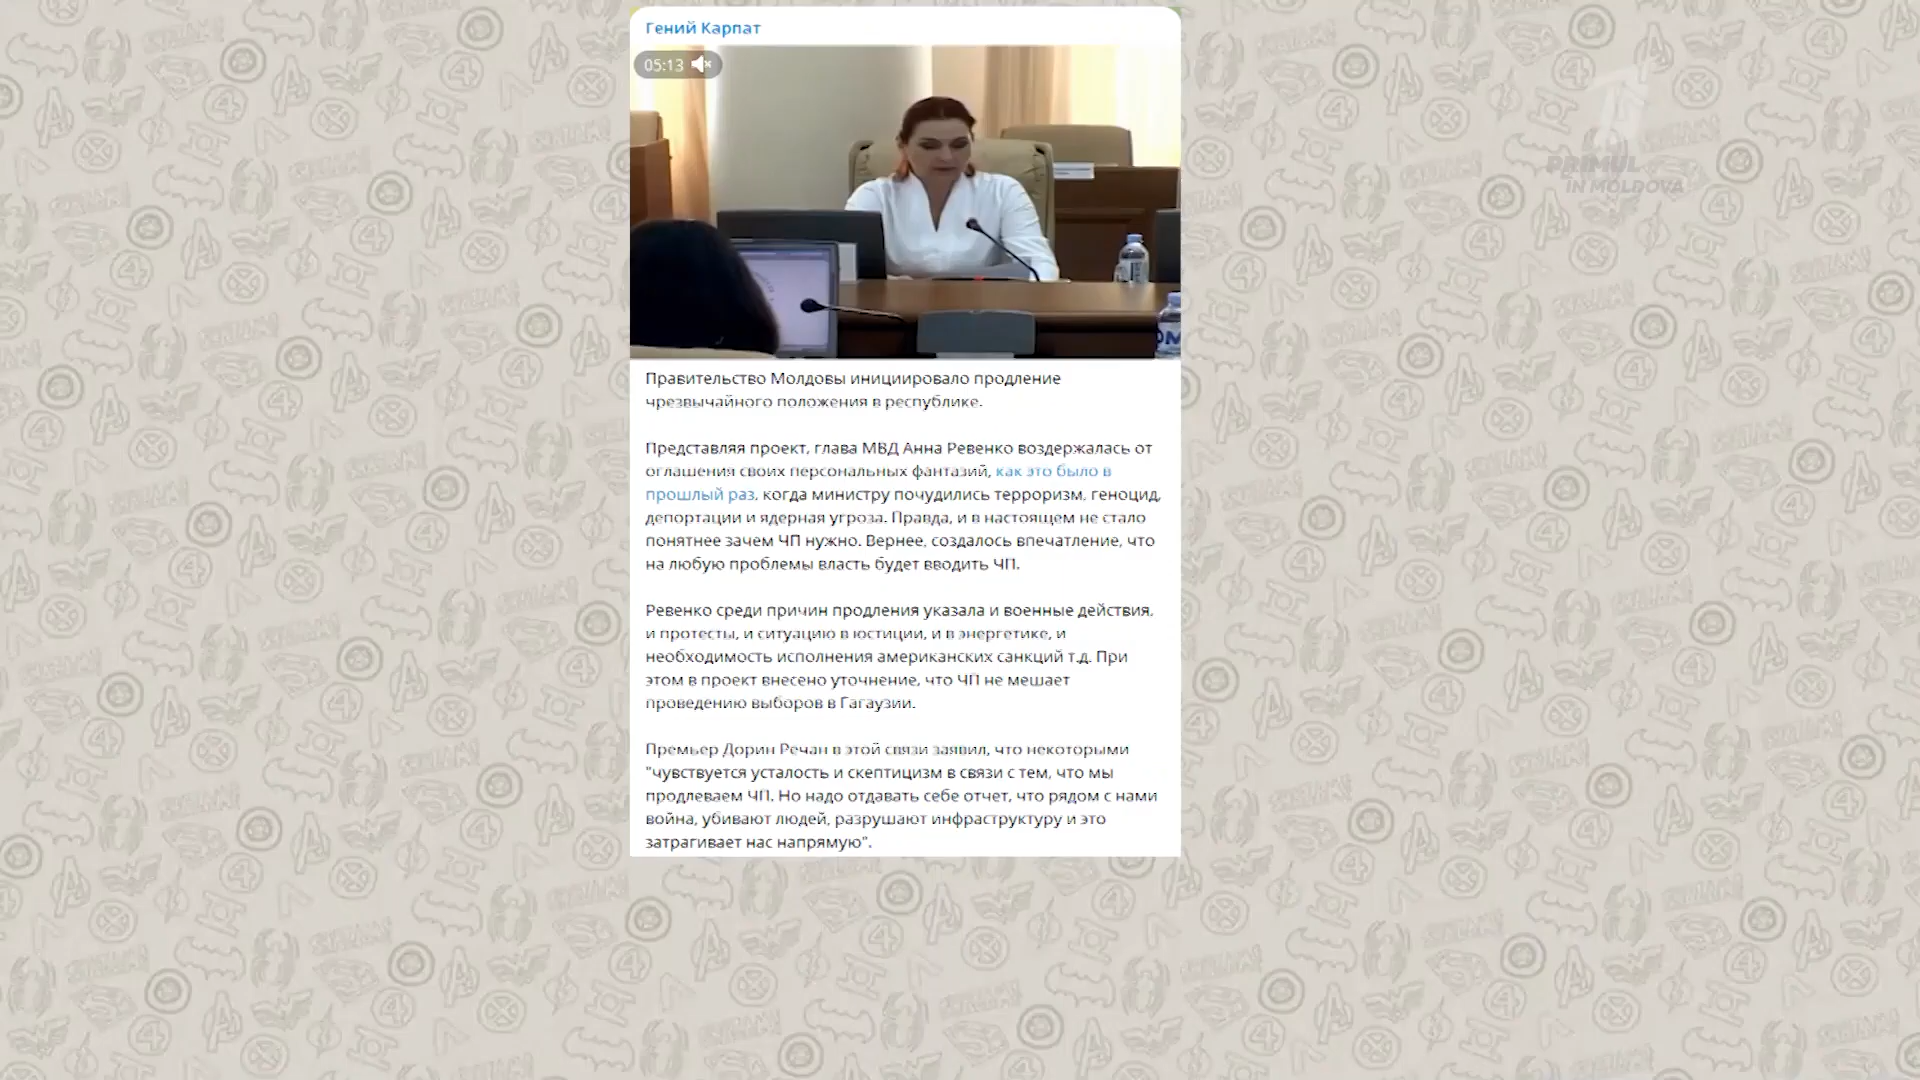 Гений Карпат
05:13
PRIMUL
ÎN MOLDOVA
Правительство Молдовы инициировало продление
чрезвычайного положения в республике.
Представляя проект, глава МВД Анна Ревенко воздержалась от
оглашения своих персональных фантазий, как это было в
прошлый раз, когда министру почудились терроризм, геноцид,
депортации и ядерная угроза. Правда, и в настоящем не стало
понятнее зачем ЧП нужно. Вернее, создалось впечатление, что
на любую проблемы власть будет вводить ЧП.
Ревенко среди причин продления указала и военные действия,
и протесты, и ситуацию в юстиции, и в энергетике, и
необходимость исполнения американских санкций т.д. При
этом в проект внесено уточнение, что ЧП не мешает
проведению выборов в Гагаузии.
Премьер Дорин Речан в этой связи заявил, что некоторыми
"чувствуется усталость и скептицизм в связи с тем, что мы
продлеваем ЧП. Но надо отдавать себе отчет, что рядом с нами
война, убивают людей, разрушают инфраструктуру и это
затрагивает нас напрямую".